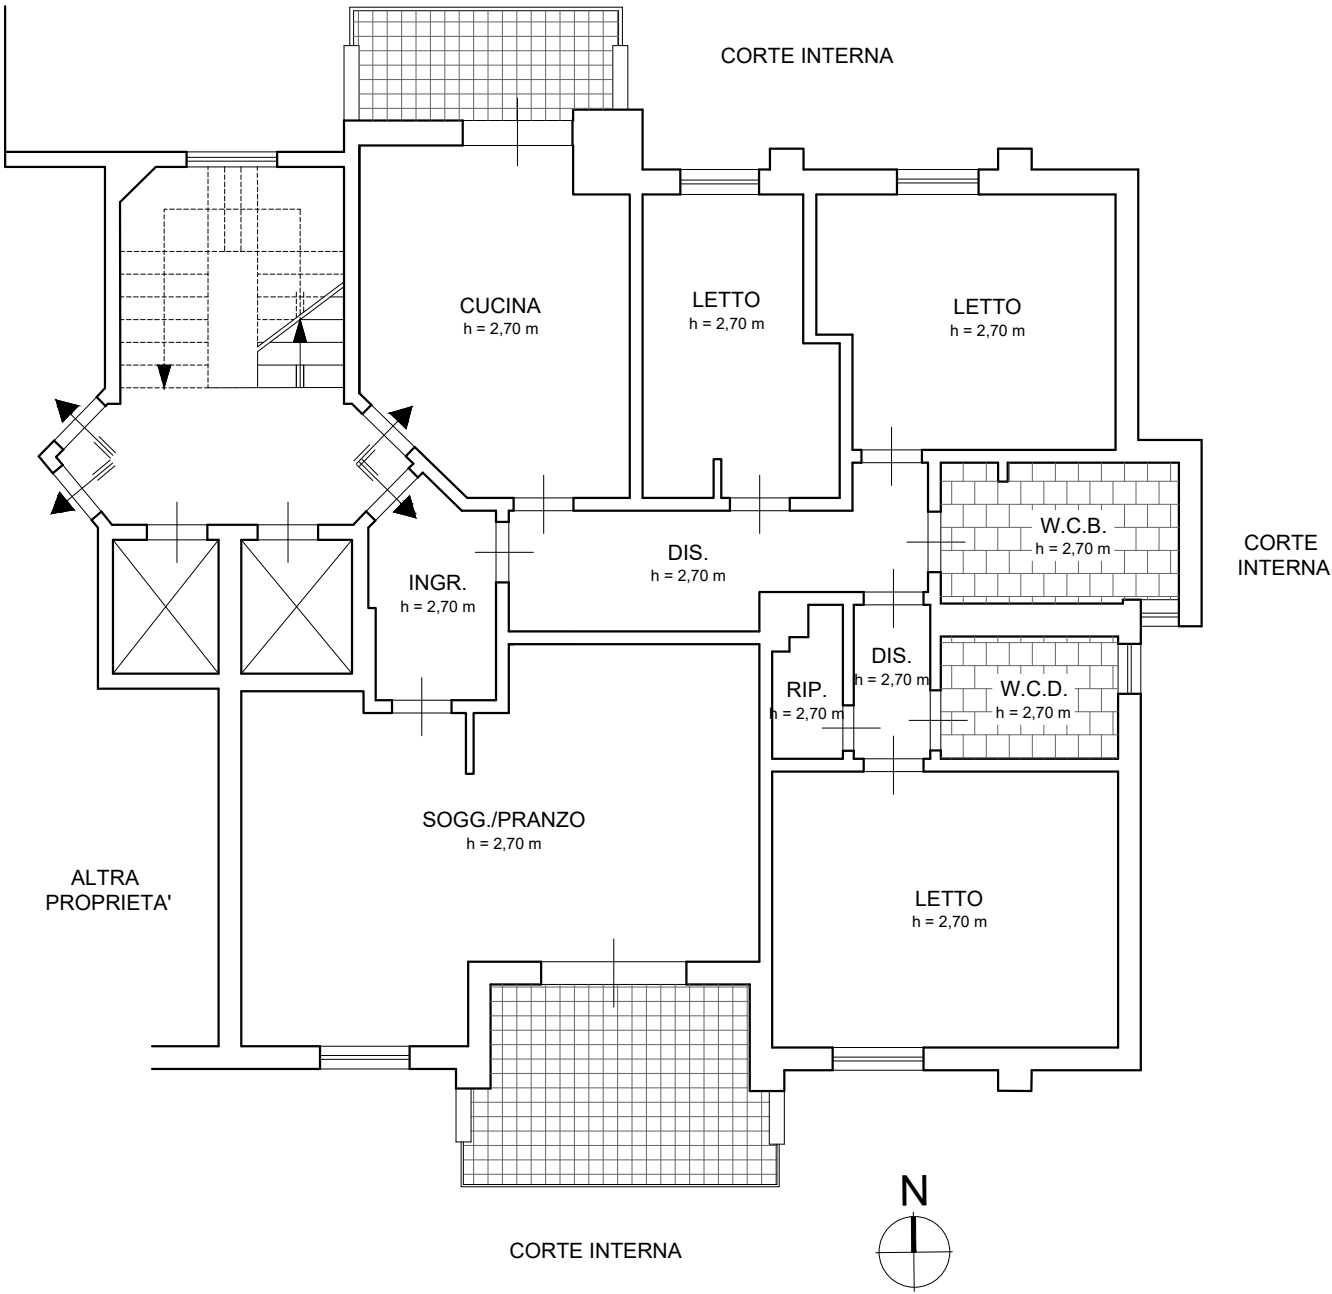 CORTE INTERNA
CUCINA
h = 2,70 m
LETTO
h = 2,70 m
LETTO
h = 2,70 m
W.C.B.
h = 2,70 m
CORTE
INTERNA
DIS.
h = 2,70 m
INGR.
h = 2,70 m
DIS.
h = 2,70 m
RIP.
h = 2,70 m
W.C.D.
h = 2,70 m
SOGG./PRANZO
h = 2,70 m
ALTRA
PROPRIETA'
LETTO
h = 2,70 m
N
CORTE INTERNA